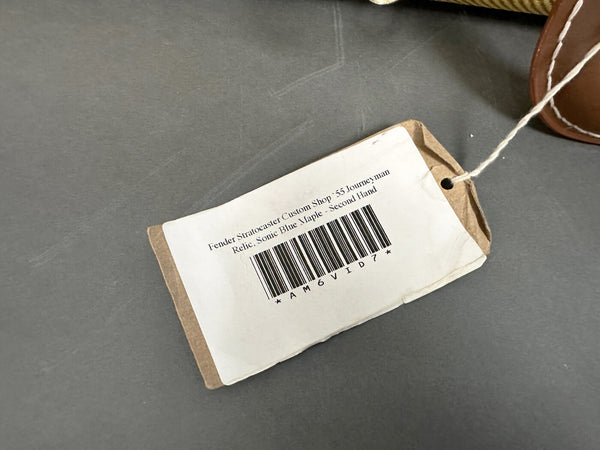 Fender Stratocaster Custom Shop '55 Journeyman
Relic, Sonic Blue Maple - Second Hand
*AM6VID7*